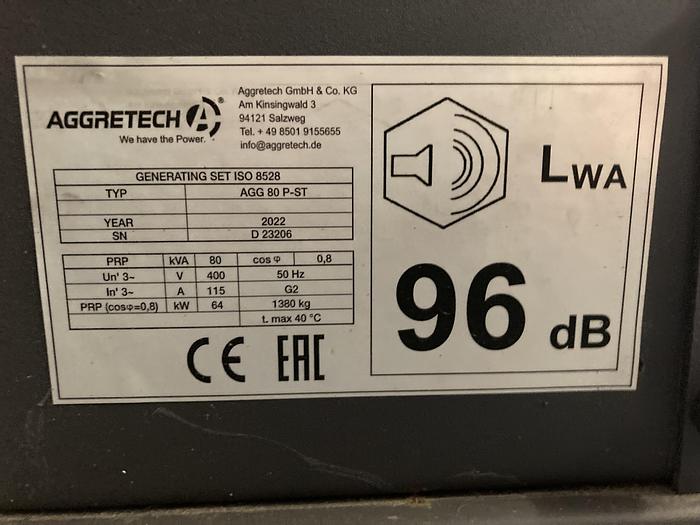 AGGRETECH A®
We have the Power.
Aggretech GmbH & Co. KG
Am Kinsingwald 3
94121 Salzweg
Tel. + 49 8501 9155655
info@aggretech.de
GENERATING SET ISO 8528
TYP AGG 80 P-ST
YEAR 2022
SN D 23206
PRP kVA 80 cos φ 0,8
Un' 3~ V 400 50 Hz
In' 3~ A 115 G2
PRP (cosφ=0,8) kW 64 1380 kg
t. max 40 °C
CE EAC
LWA
96 dB